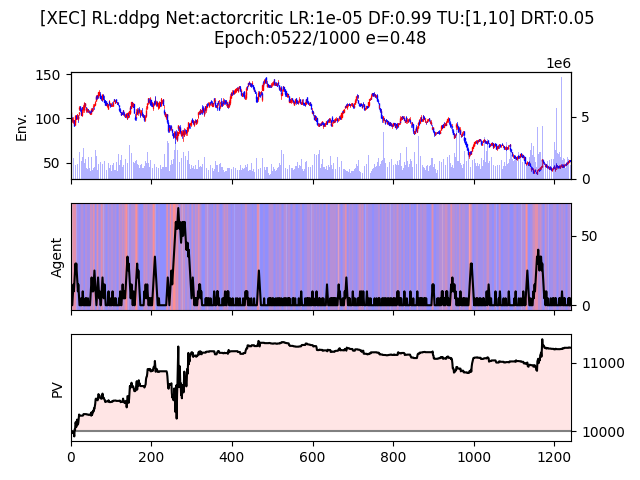 [XEC] RL:ddpg Net:actorcritic LR:1e-05 DF:0.99 TU:[1,10] DRT:0.05
Epoch:0522/1000 e=0.48
1e6
150
100
50
Env.
5
0
Agent
50
0
PV
11000
10000
0 200 400 600 800 1000 1200